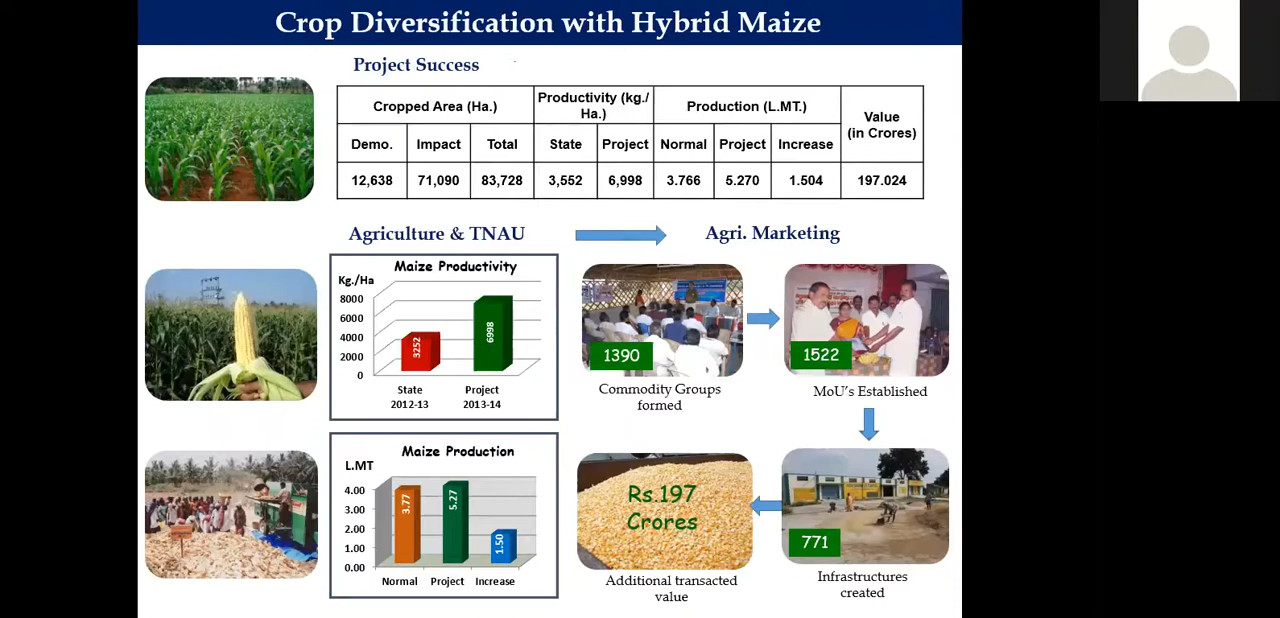 Crop Diversification with Hybrid Maize
Project Success
Cropped Area (Ha.)
Productivity (kg./
Ha.)
Production (L.MT.)
Value
(in Crores)
Demo.
Impact
Total
State
Project
Normal
Project
Increase
12,638
71,090
83,728
3,552
6,998
3.766
5.270
1.504
197.024
Agriculture & TNAU
Agri. Marketing
Maize Productivity
Kg./Ha
8000
6000
4000
2000
0
3252
6998
State
2012-13
Project
2013-14
1390
Commodity Groups
formed
1522
MoU's Established
Maize Production
L.MT
4.00
3.00
2.00
1.00
0.00
3.77
5.27
1.50
Normal
Project
Increase
Rs.197
Crores
Additional transacted
value
771
Infrastructures
created